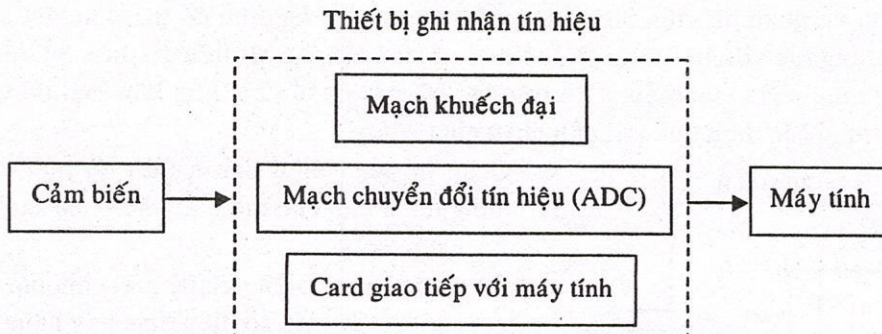 Thiết bị ghi nhận tín hiệu
Mạch khuếch đại
Cảm biến
Mạch chuyển đổi tín hiệu (ADC)
Máy tính
Card giao tiếp với máy tính